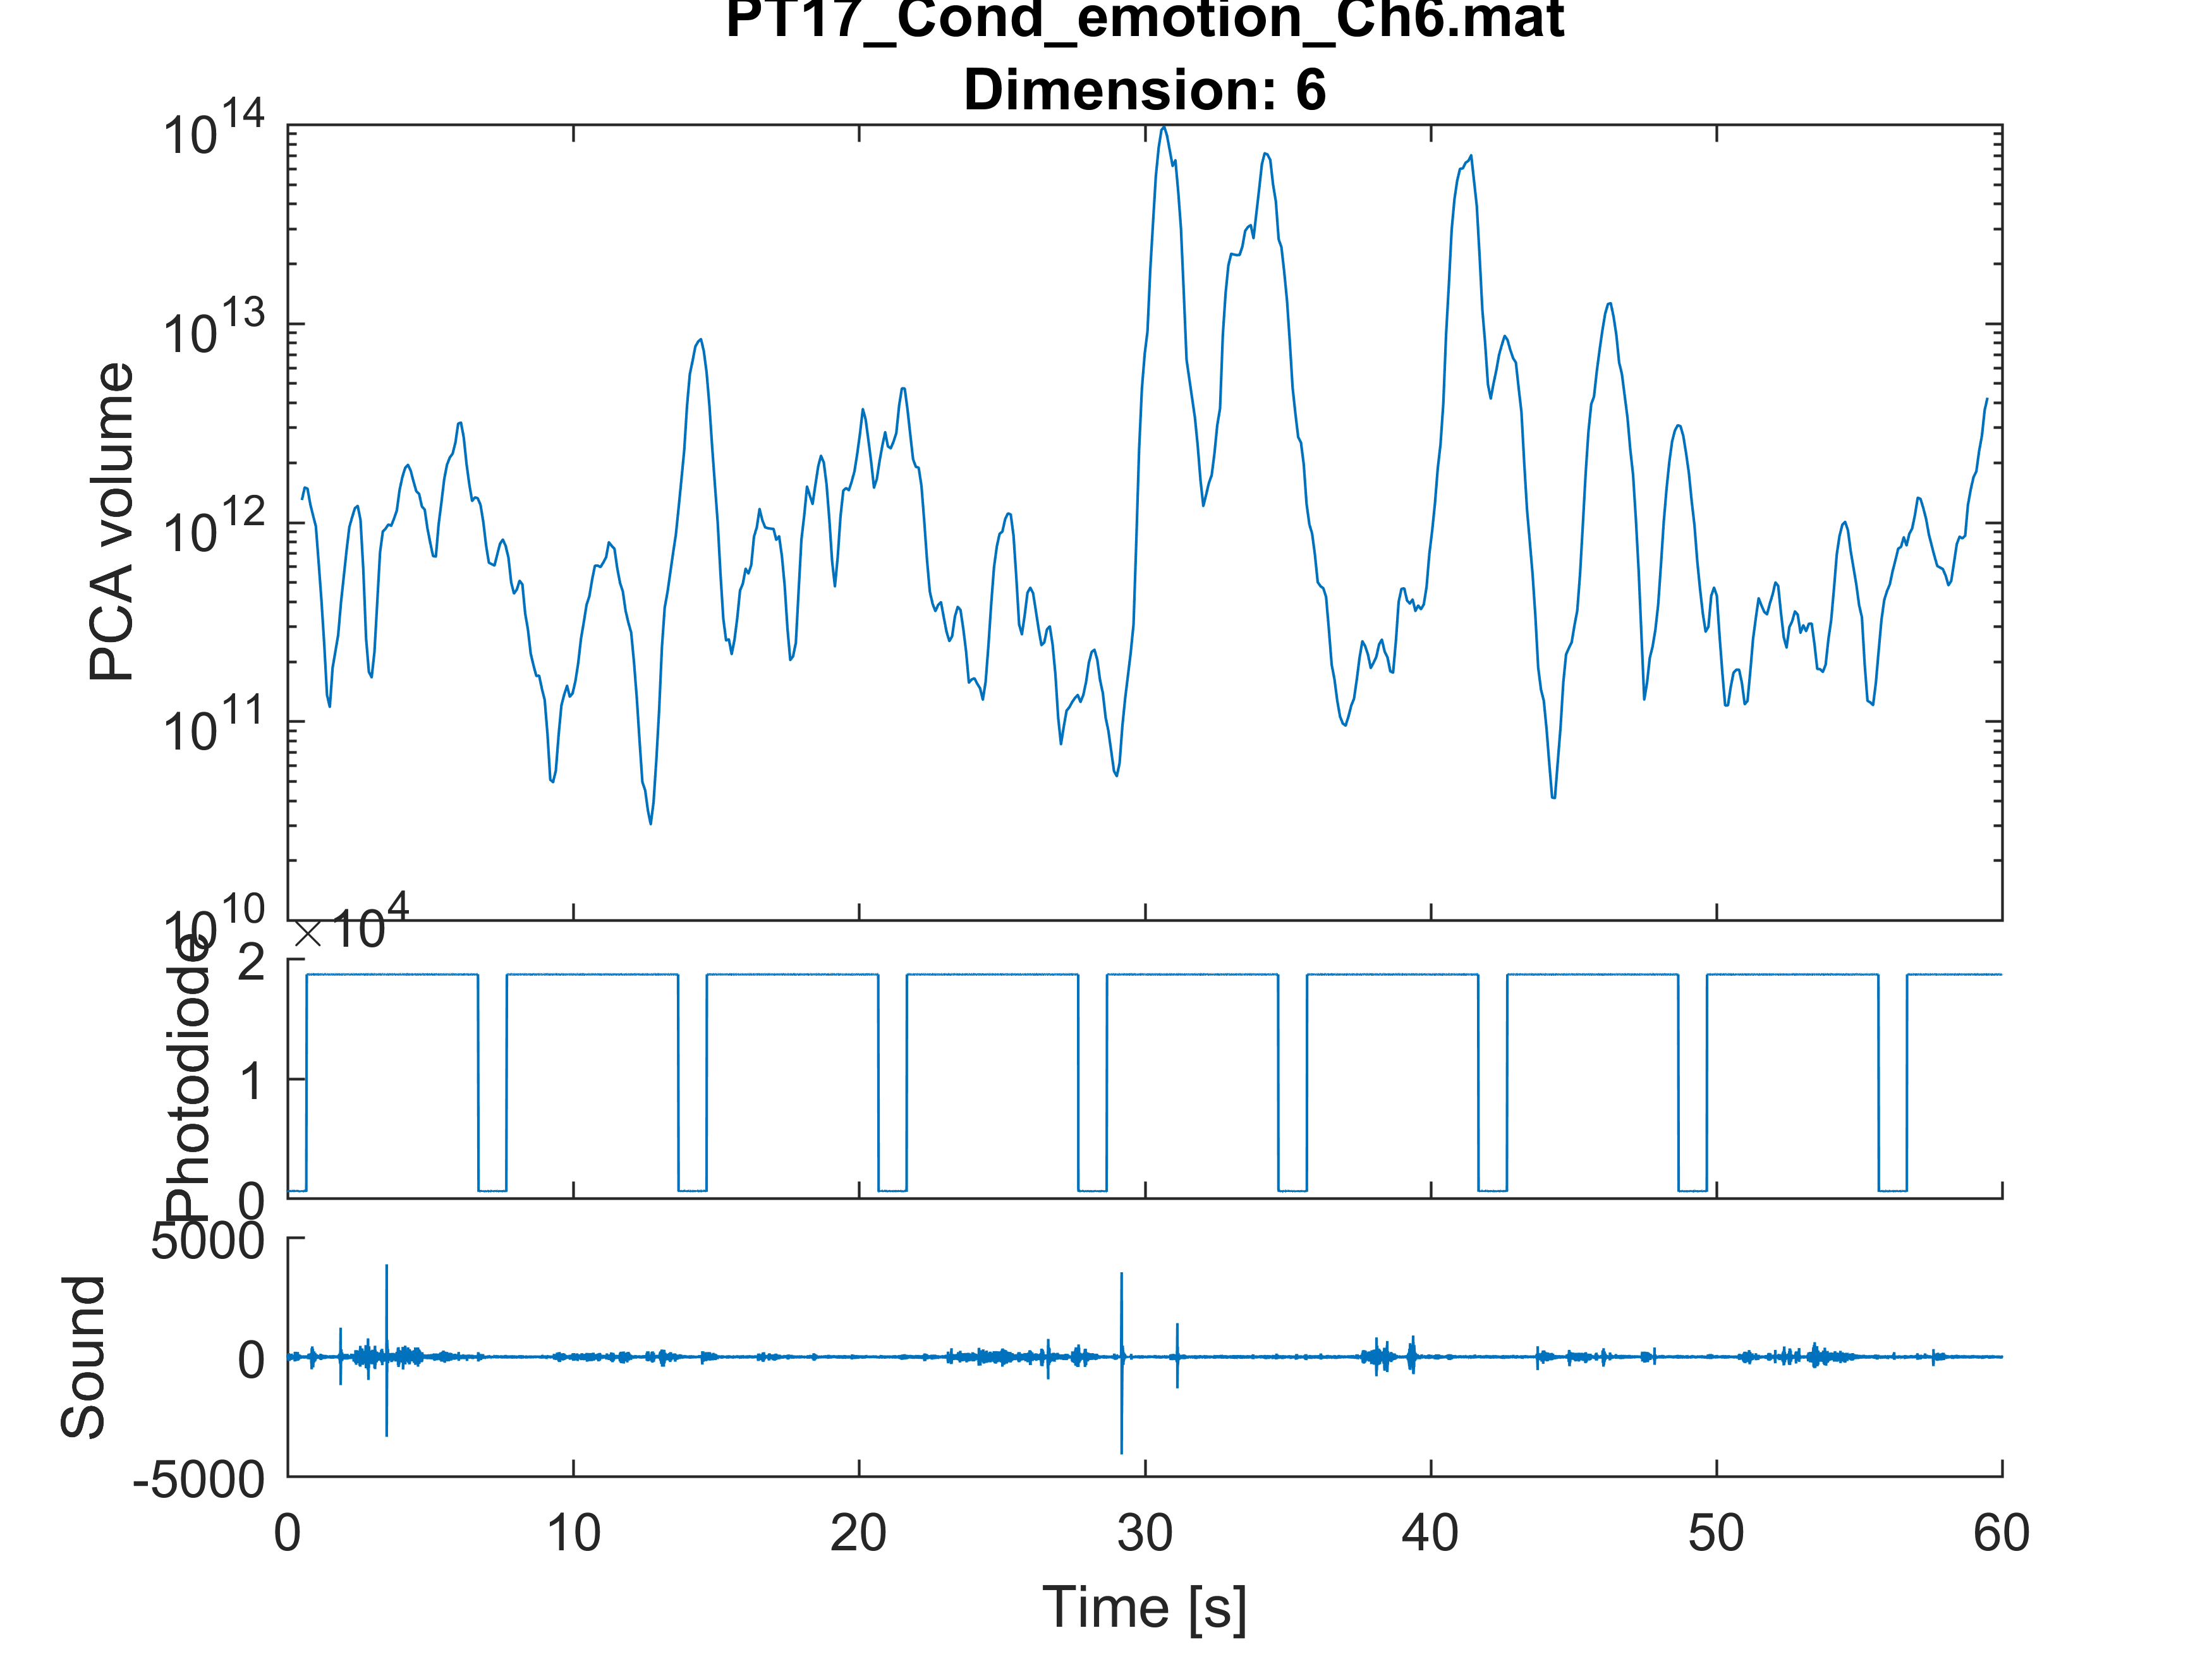 PT17_Cond_emotion_Ch6.mat
Dimension: 6
PCA volume
10^14
10^13
10^12
10^11
10^10
× 10^4
Photodiode
2
1
0
Sound
5000
0
-5000
0 10 20 30 40 50 60
Time [s]